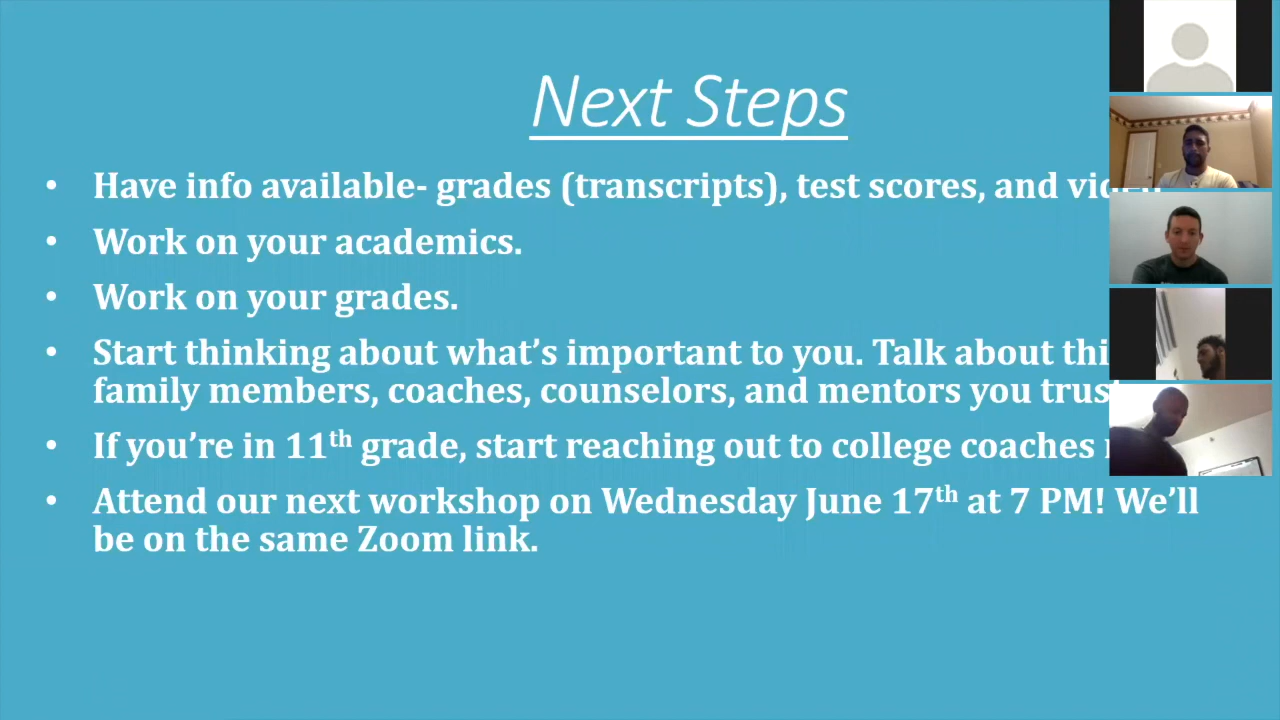 Next Steps
• Have info available- grades (transcripts), test scores, and video
• Work on your academics.
• Work on your grades.
• Start thinking about what’s important to you. Talk about
family members, coaches, counselors, and mentors you trust
• If you’re in 11th grade, start reaching out to college coaches
• Attend our next workshop on Wednesday June 17th at 7 PM! We’ll
be on the same Zoom link.